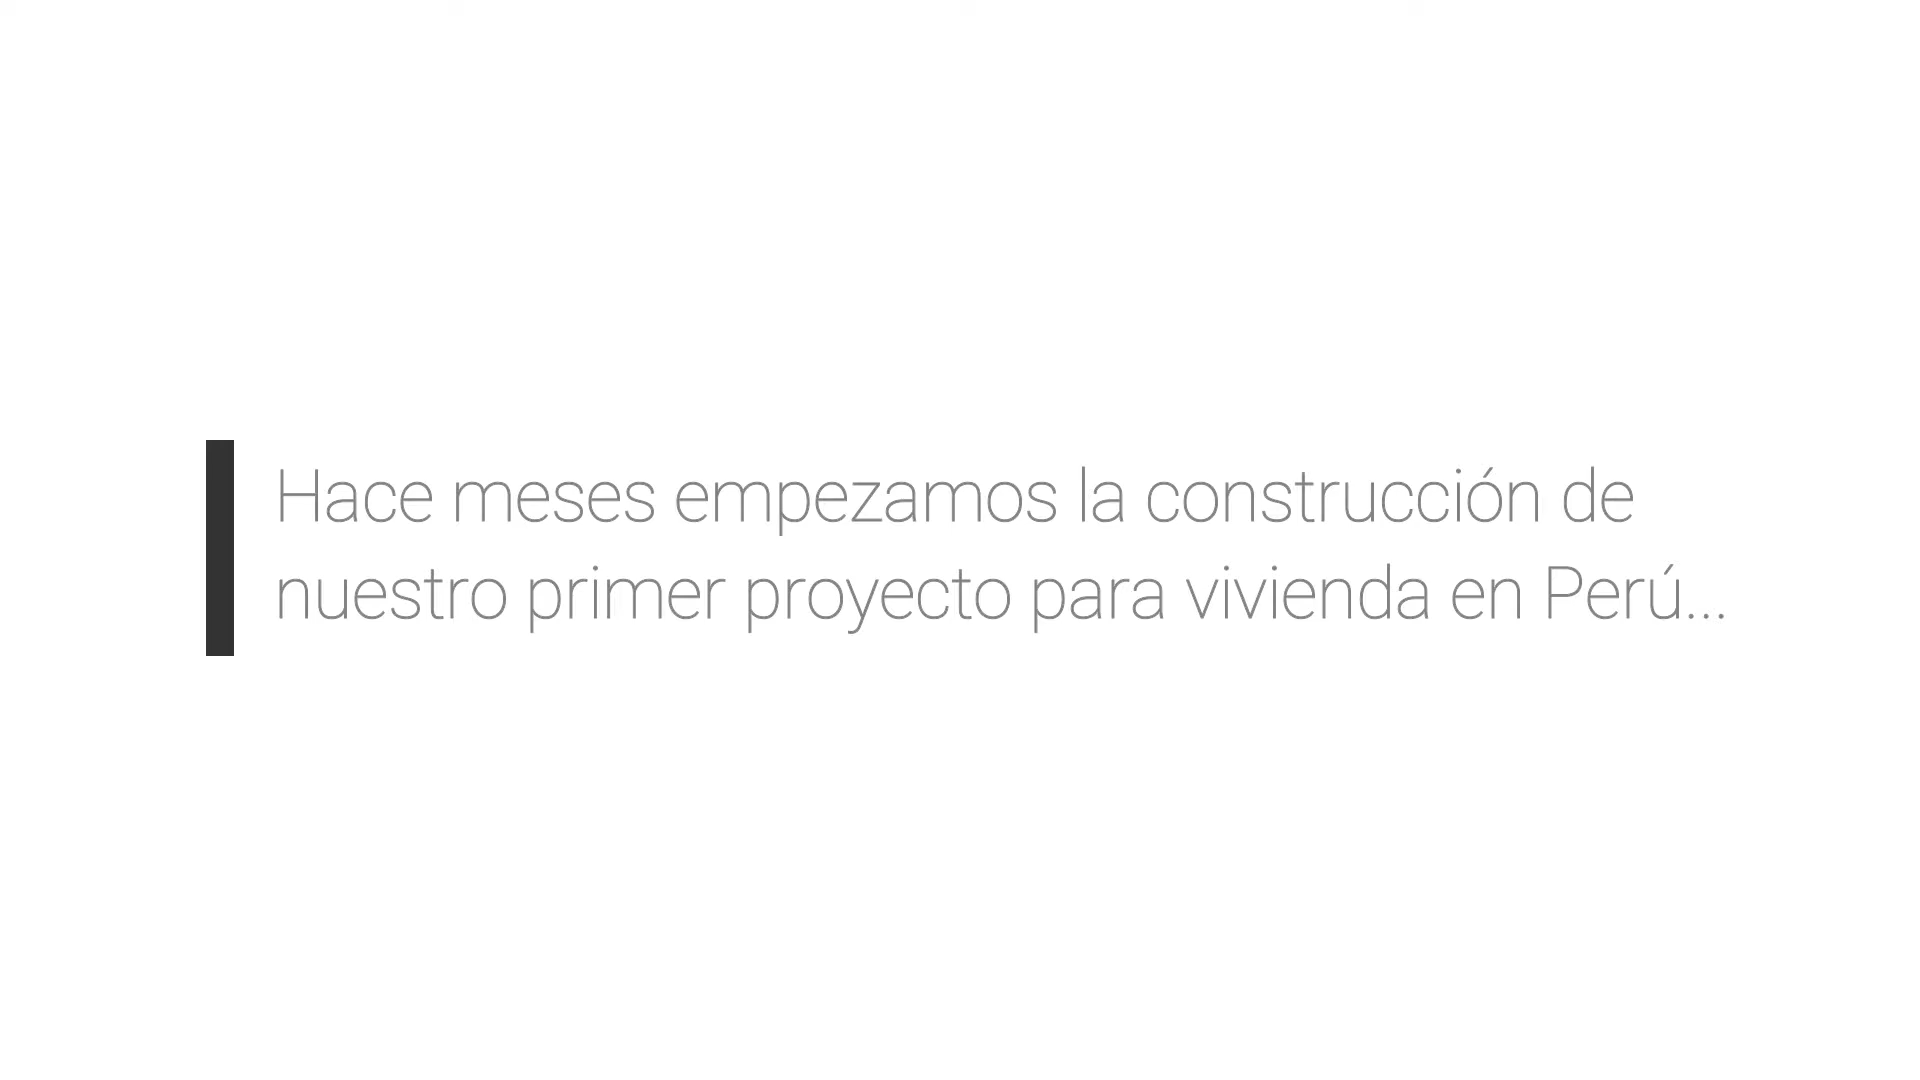 Hace meses empezamos la construcción de
nuestro primer proyecto para vivienda en Perú...